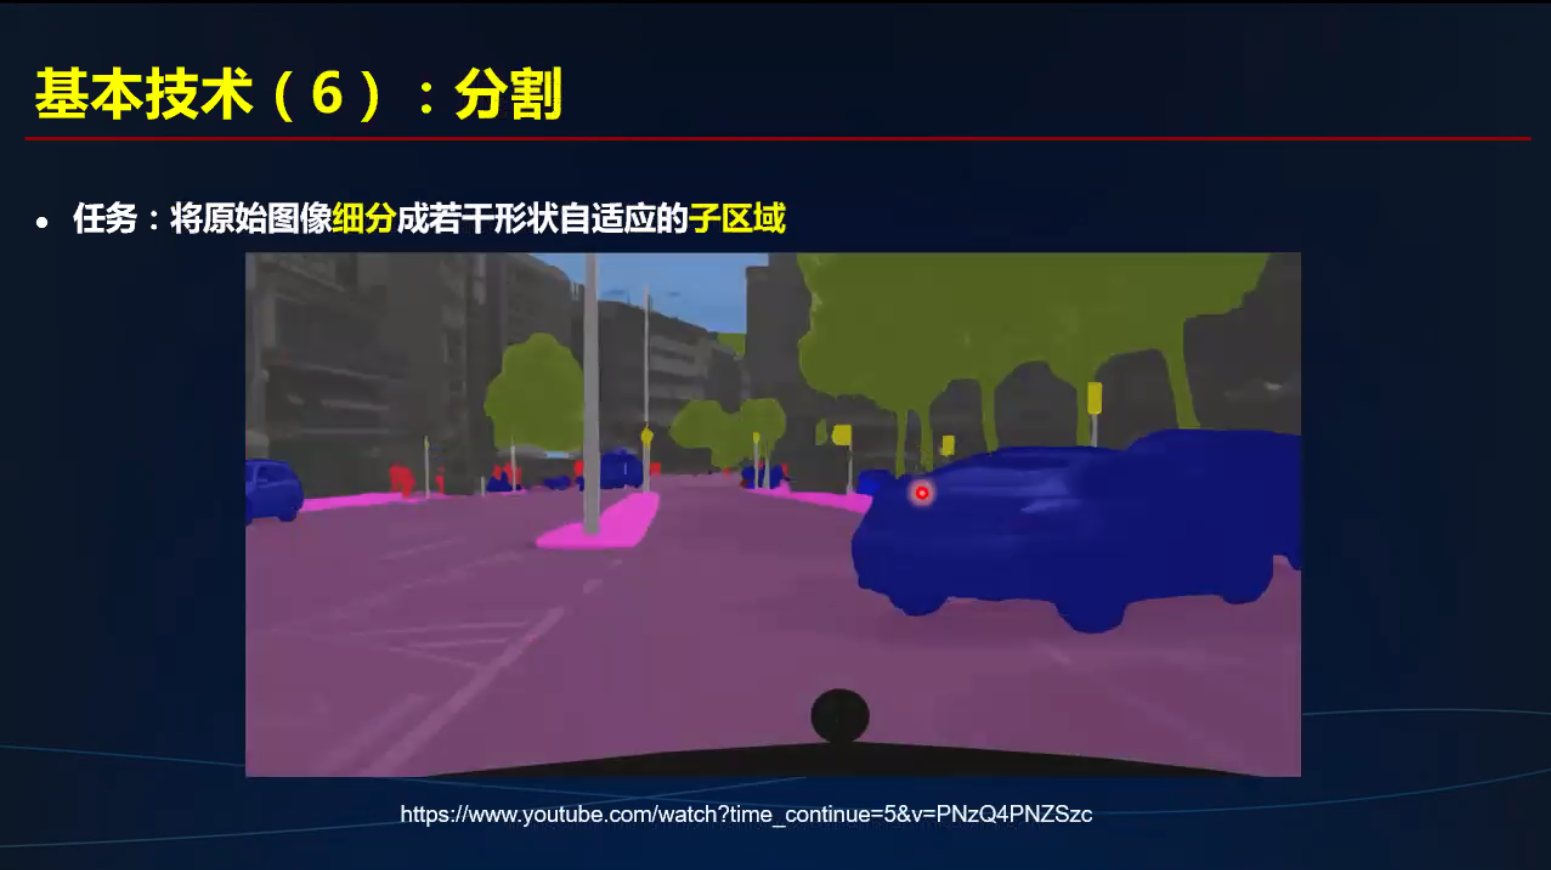 基本技术（6）：分割
• 任务：将原始图像细分成若干形状自适应的子区域
https://www.youtube.com/watch?time_continue=5&v=PNzQ4PNZSzc